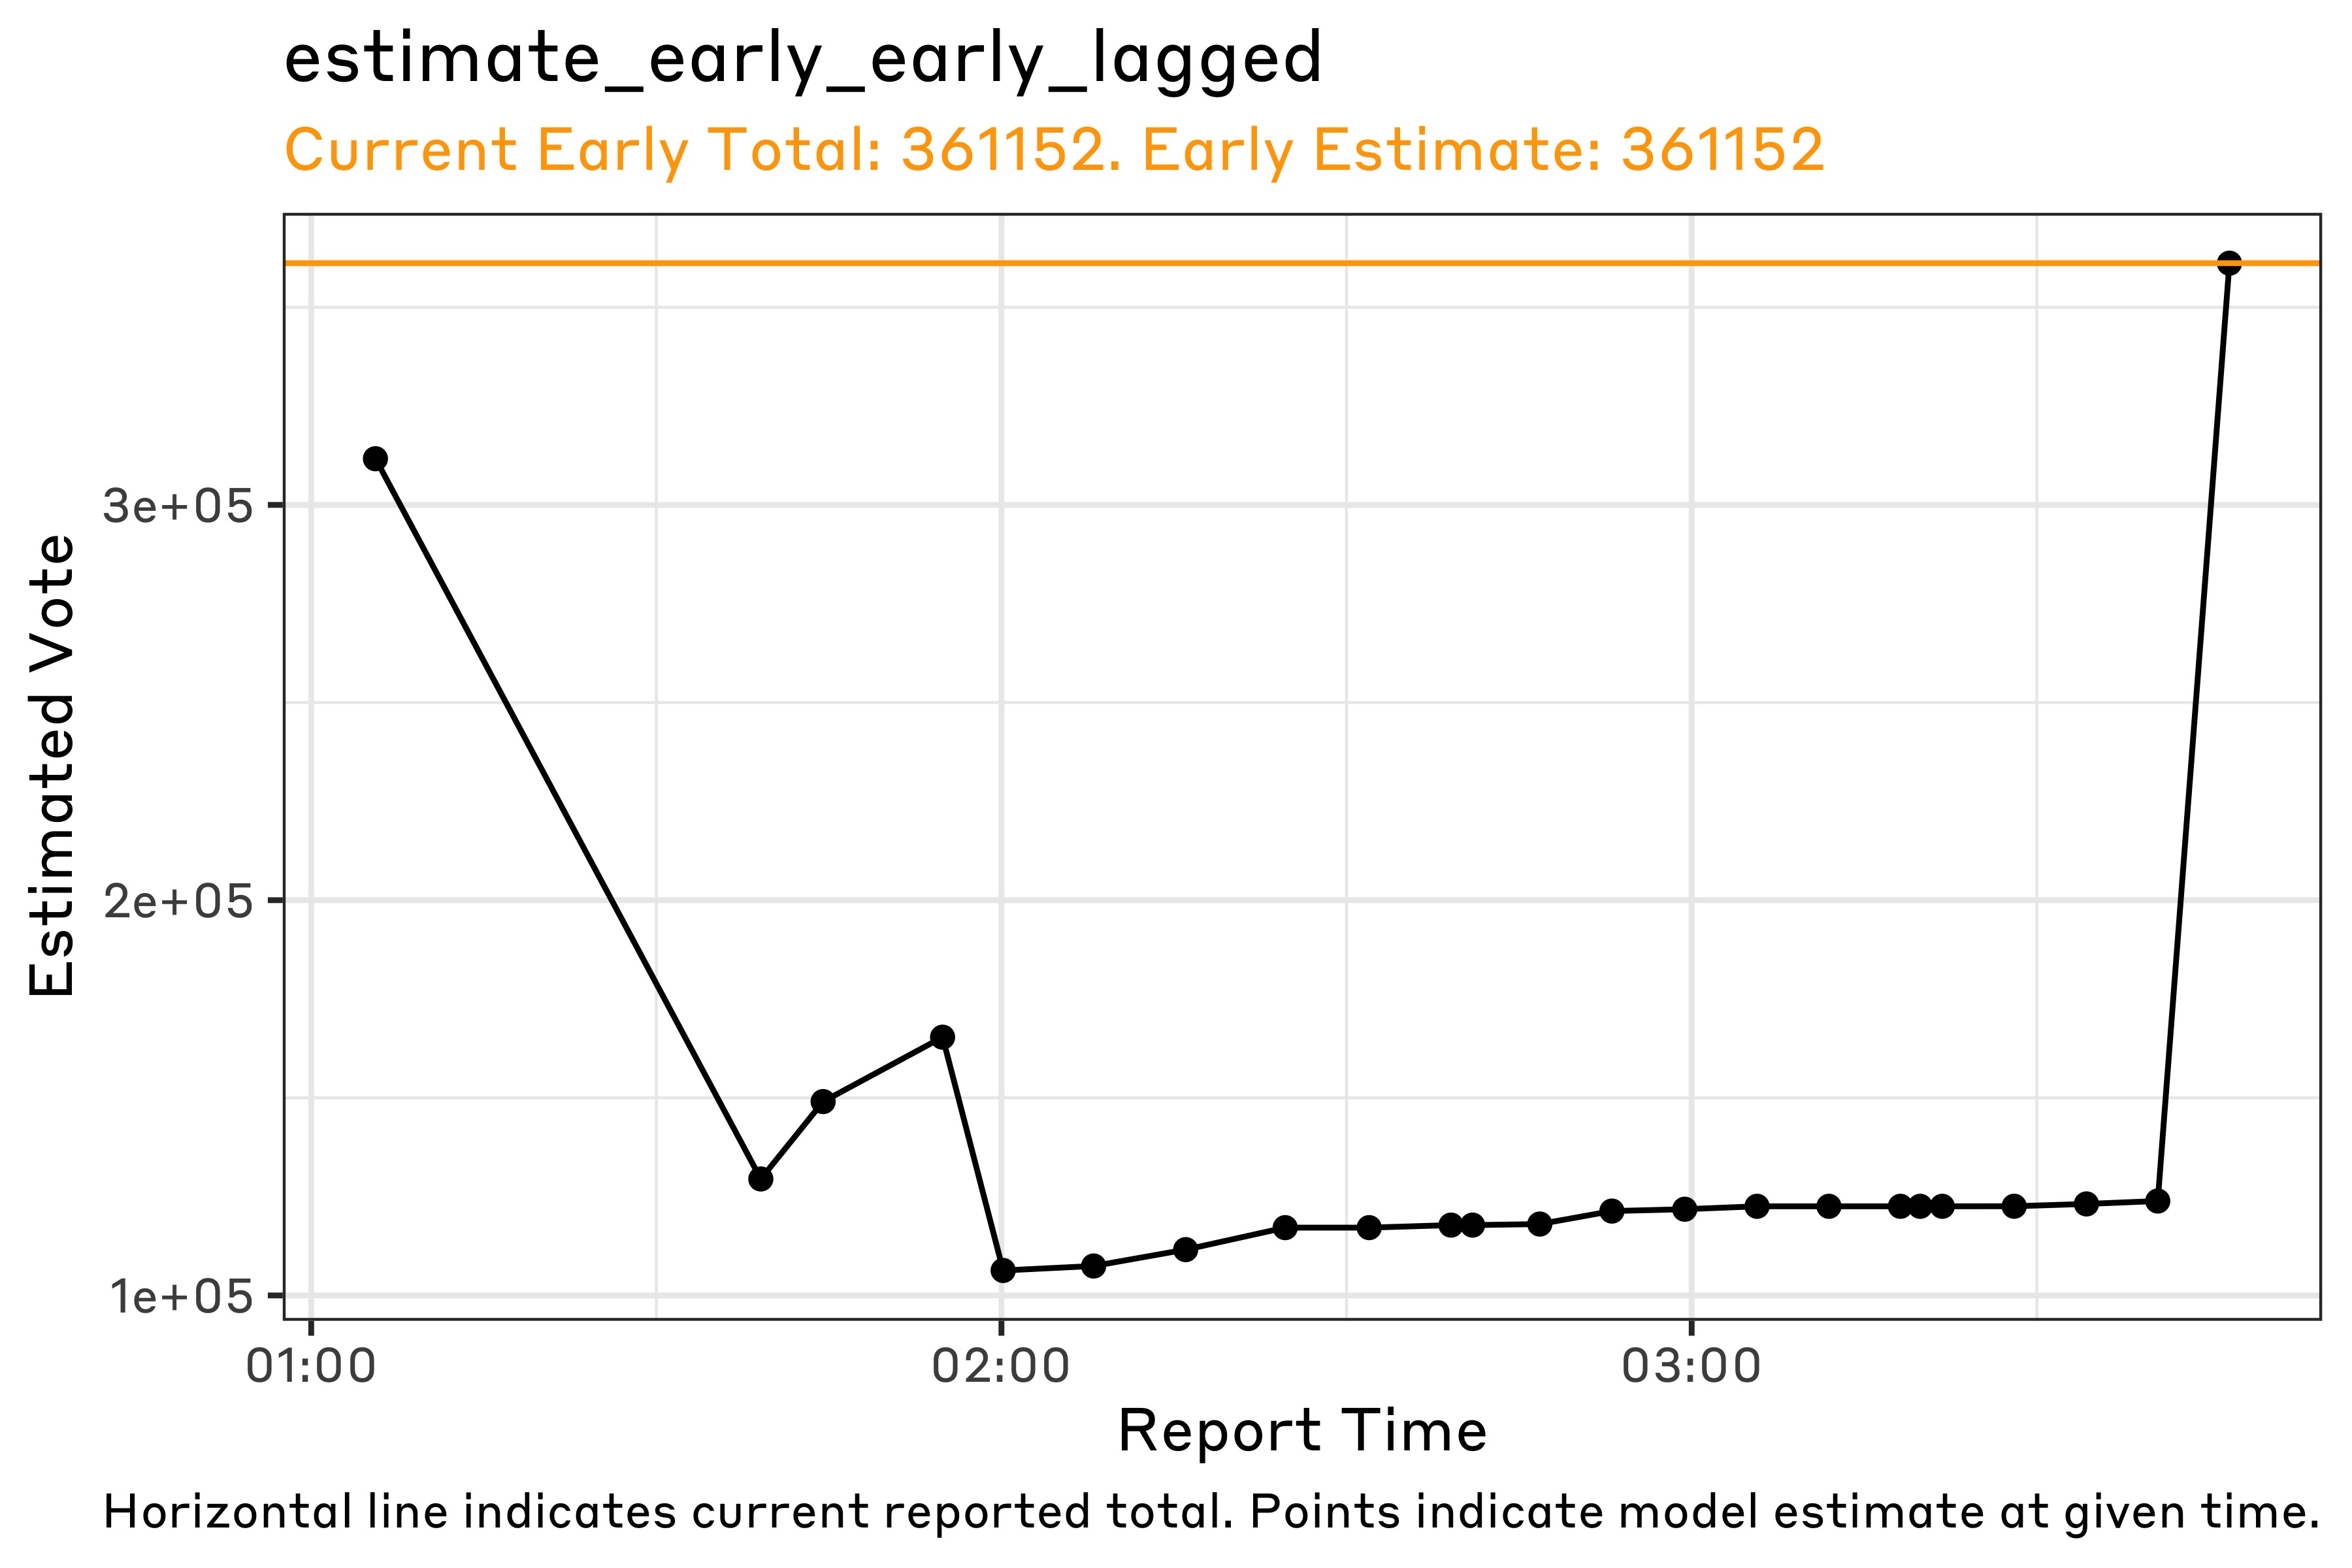 estimate_early_early_lagged
Current Early Total: 361152. Early Estimate: 361152
Estimated Vote
3e+05
2e+05
1e+05
01:00 02:00 03:00
Report Time
Horizontal line indicates current reported total. Points indicate model estimate at given time.